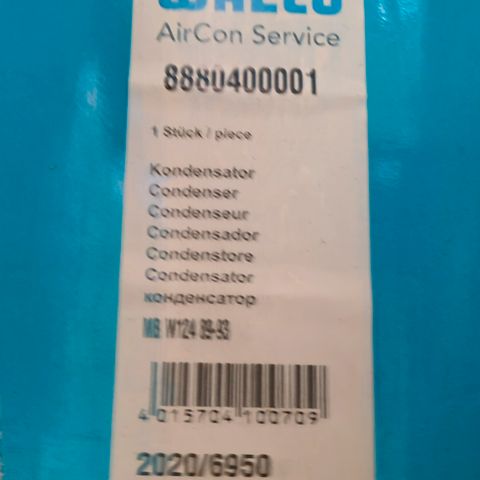 WAECO
AirCon Service
8880400001
1 Stück / piece
Kondensator
Condenser
Condenseur
Condensador
Condenstore
Condensator
конденсатор
MB W124 89-93
4 015704 100709
2020/6950